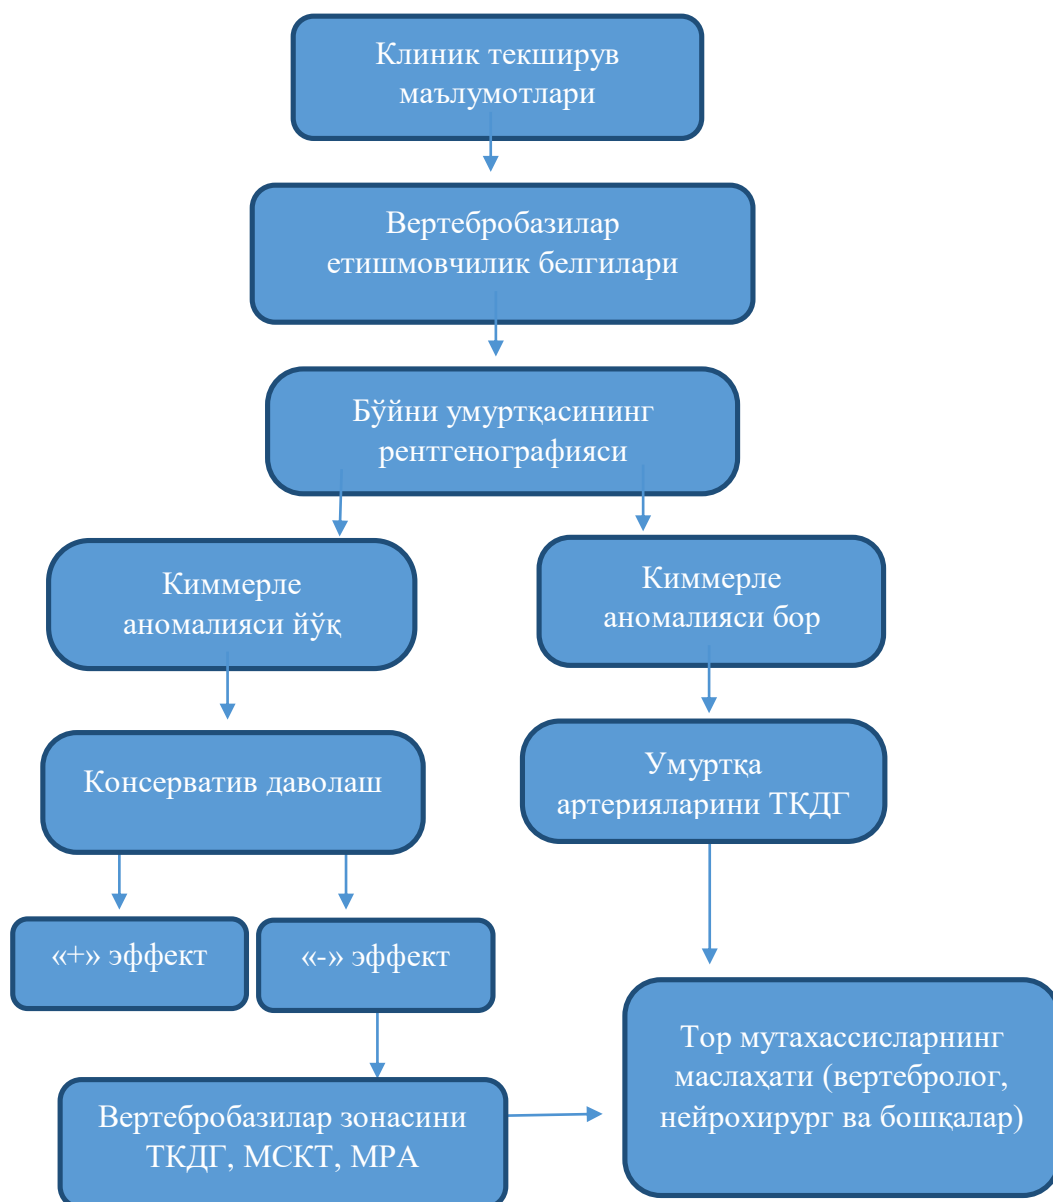 Клиник текширув
маълумотлари
Вертебробазилар
етишмовчилик белгилари
Бўйни умуртқасининг
рентгенографияси
Киммерле
аномалияси йўқ
Киммерле
аномалияси бор
Консерватив даволаш
Умуртқа
артерияларини ТКДГ
«+» эффект
«-» эффект
Вертебробазилар зонасини
ТКДГ, МСКТ, МРА
Тор мутахассисларнинг
маслаҳати (вертебролог,
нейрохирург ва бошқалар)